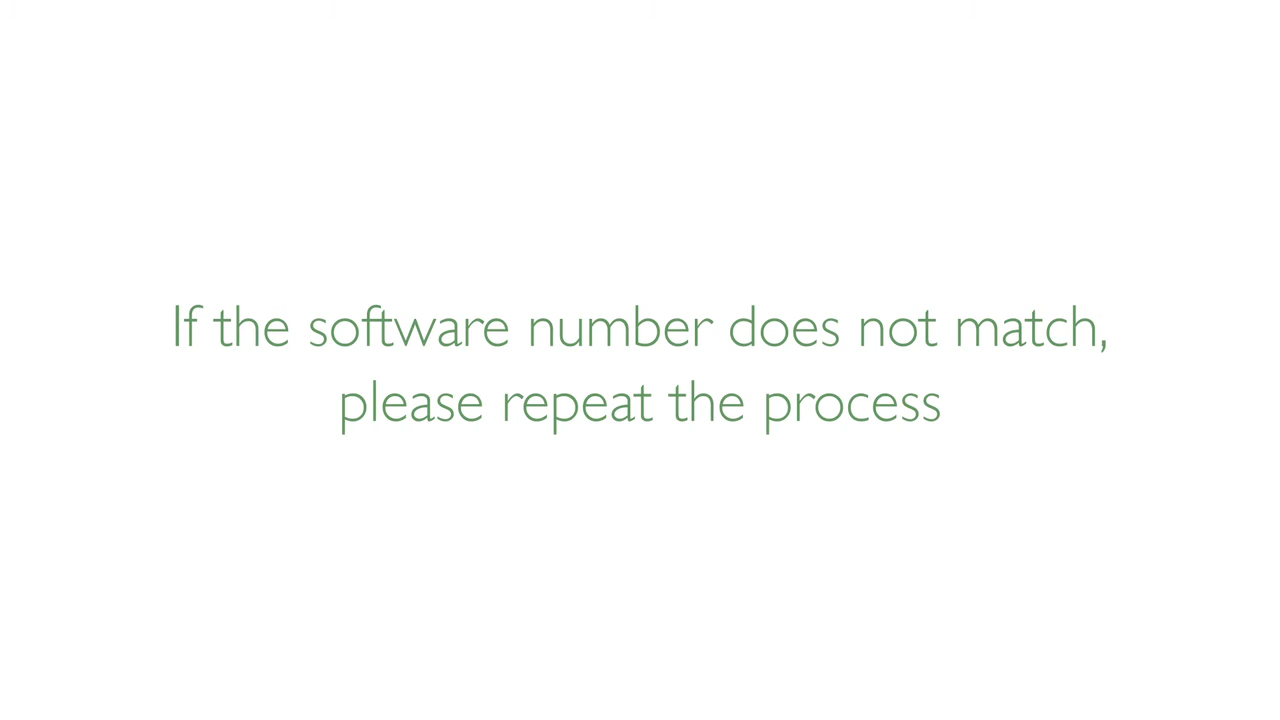 If the software number does not match,
please repeat the process